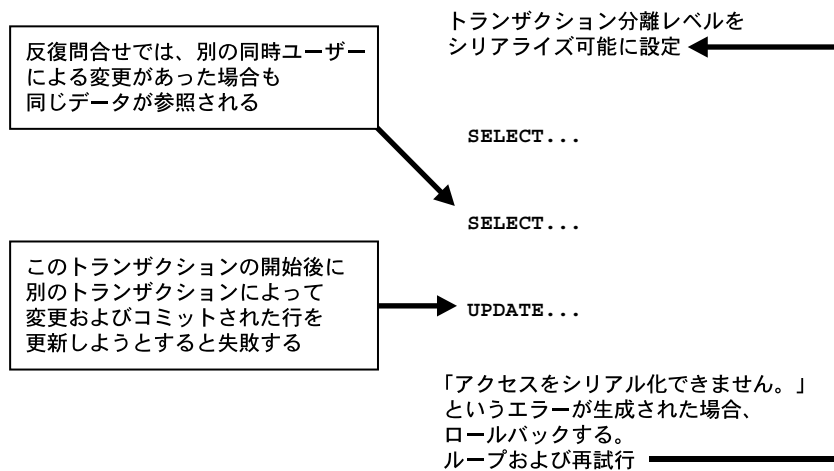 トランザクション分離レベルを
シリアライズ可能に設定
反復問合せでは、別の同時ユーザー
による変更があった場合も
同じデータが参照される
SELECT...
SELECT...
このトランザクションの開始後に
別のトランザクションによって
変更およびコミットされた行を
更新しようとすると失敗する
UPDATE...
「アクセスをシリアル化できません。」
というエラーが生成された場合、
ロールバックする。
ループおよび再試行